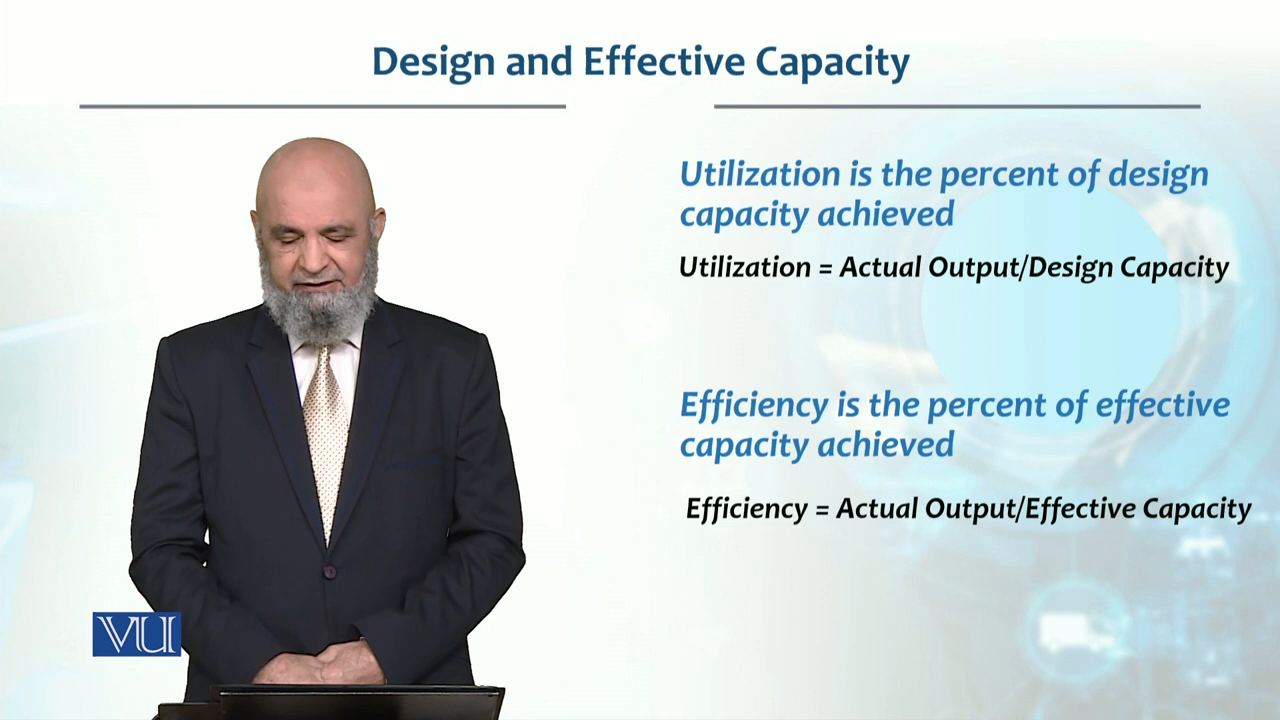 Design and Effective Capacity
Utilization is the percent of design
capacity achieved
Utilization = Actual Output/Design Capacity
Efficiency is the percent of effective
capacity achieved
Efficiency = Actual Output/Effective Capacity
VU